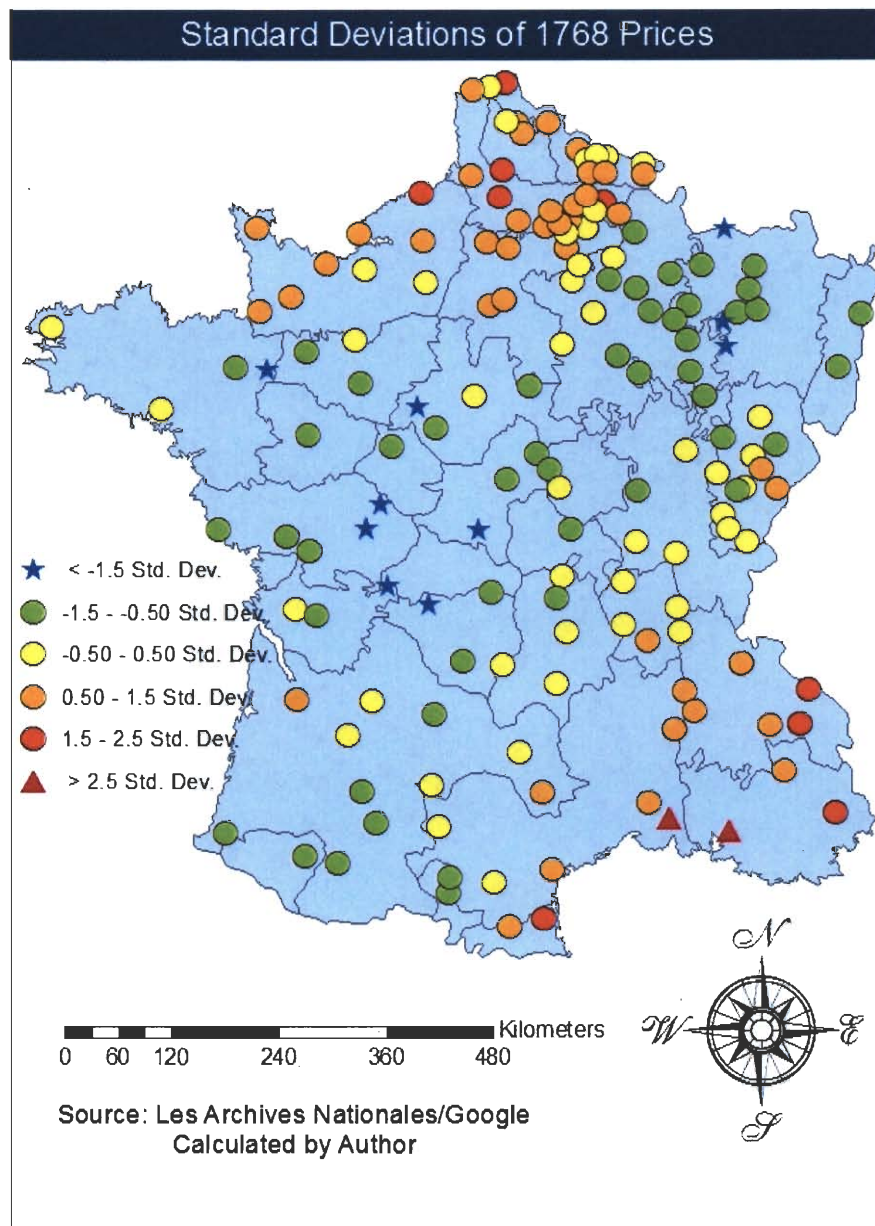 Standard Deviations of 1768 Prices
< -1.5 Std. Dev.
-1.5 - -0.50 Std. Dev.
-0.50 - 0.50 Std. Dev.
0.50 - 1.5 Std. Dev.
1.5 - 2.5 Std. Dev.
> 2.5 Std. Dev.
N
W
E
S
Kilometers
0 60 120 240 360 480
Source: Les Archives Nationales/Google
Calculated by Author